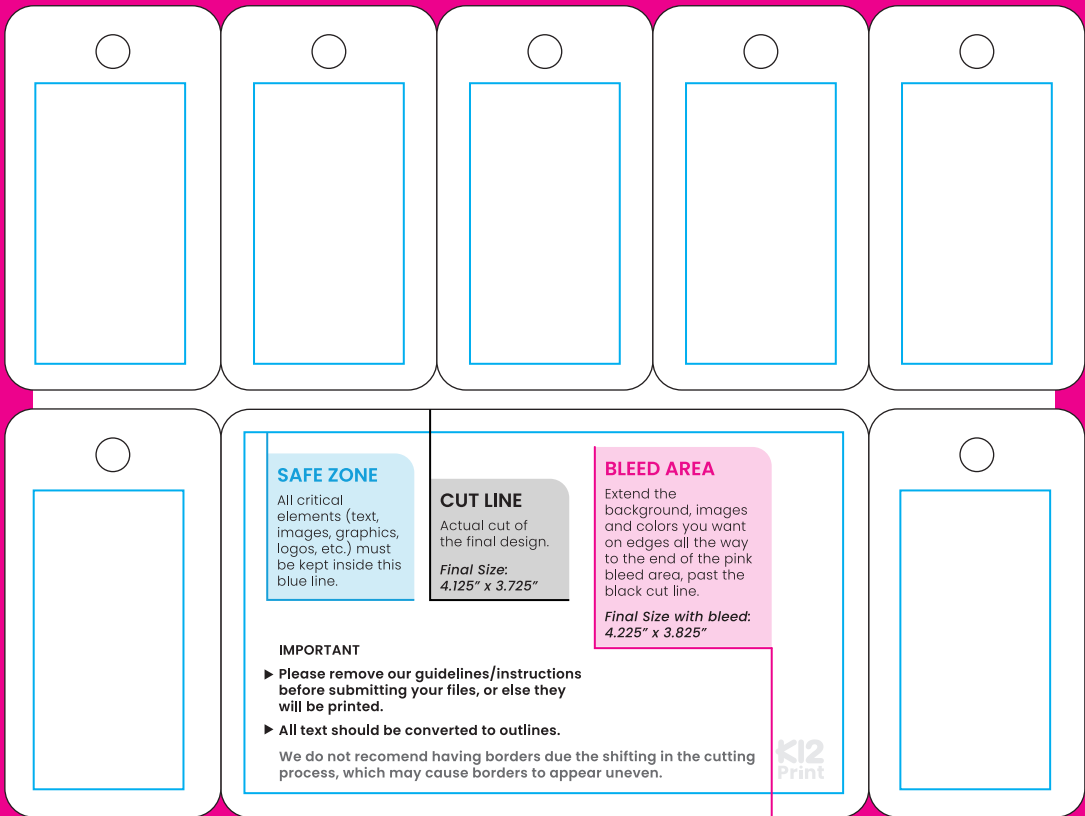 SAFE ZONE
All critical
elements (text,
images, graphics,
logos, etc.) must
be kept inside this
blue line.
CUT LINE
Actual cut of
the final design.
Final Size:
4.125” x 3.725”
BLEED AREA
Extend the
background, images
and colors you want
on edges all the way
to the end of the pink
bleed area, past the
black cut line.
Final Size with bleed:
4.225” x 3.825”
IMPORTANT
Please remove our guidelines/instructions
before submitting your files, or else they
will be printed.
All text should be converted to outlines.
We do not recomend having borders due the shifting in the cutting
process, which may cause borders to appear uneven.
K12
Print